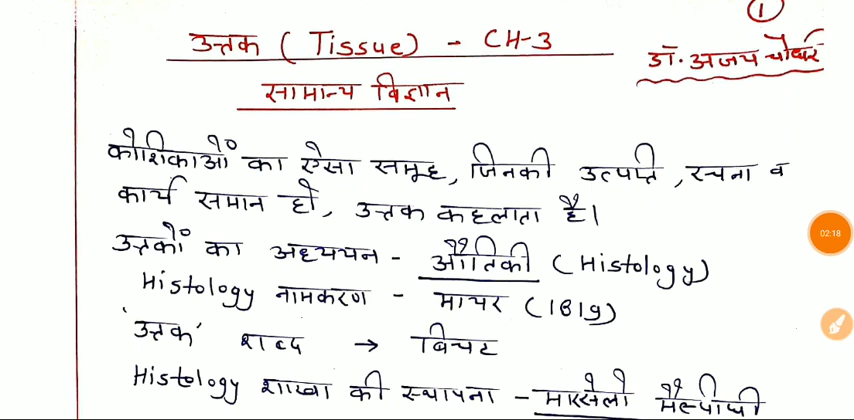 1
उत्तक (Tissue) - CH-3
डॉ. अजय चौधरी
सामान्य विज्ञान
कोशिकाओं का ऐसा समूह, जिनकी उत्पत्ति, रचना व
कार्य समान हो, उत्तक कहलाता है।
02:18
उत्तकों का अध्ययन - औतिकी (Histology)
Histology नामकरण - मायर (1819)
'उत्तक' शब्द → बिचट
Histology शाखा की स्थापना - मारसेलो मैल्पीघी